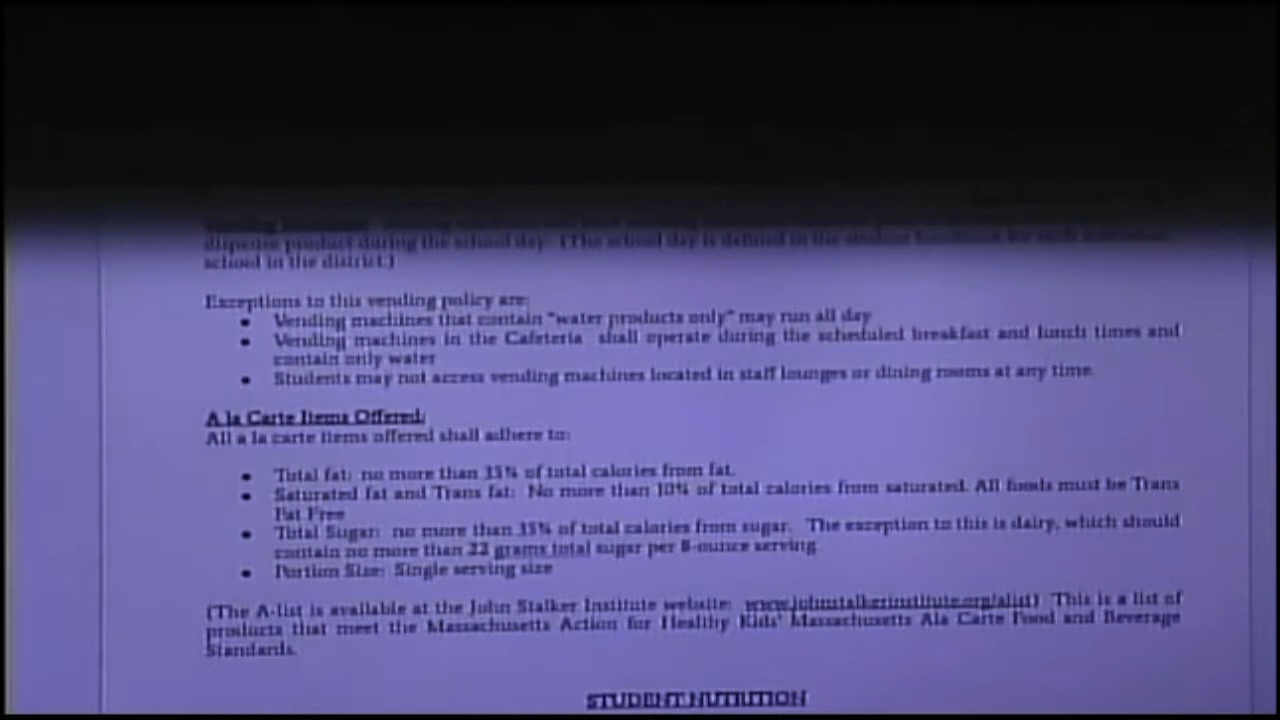 dispense product during the school day. (The school day is defined in the student handbook for each
school in the district.)
Exceptions to this vending policy are:
• Vending machines that contain "water products only" may run all day
• Vending machines in the Cafeteria shall operate during the scheduled breakfast and lunch times and
contain only water
• Students may not access vending machines located in staff lounges or dining rooms at any time.
A la Carte Items Offered:
All a la carte items offered shall adhere to:
• Total fat: no more than 35% of total calories from fat.
• Saturated fat and Trans fat: No more than 10% of total calories from saturated. All foods must be Trans
Fat Free
• Total Sugar: no more than 35% of total calories from sugar. The exception to this is dairy, which should
contain no more than 22 grams total sugar per 8-ounce serving
• Portion Size: Single serving size
(The A-list is available at the John Stalker Institute website: www.johnstalkerinstitute.org/alist) This is a list of
products that meet the Massachusetts Action for Healthy Kids' Massachusetts Ala Carte Food and Beverage
Standards.
STUDENT NUTRITION